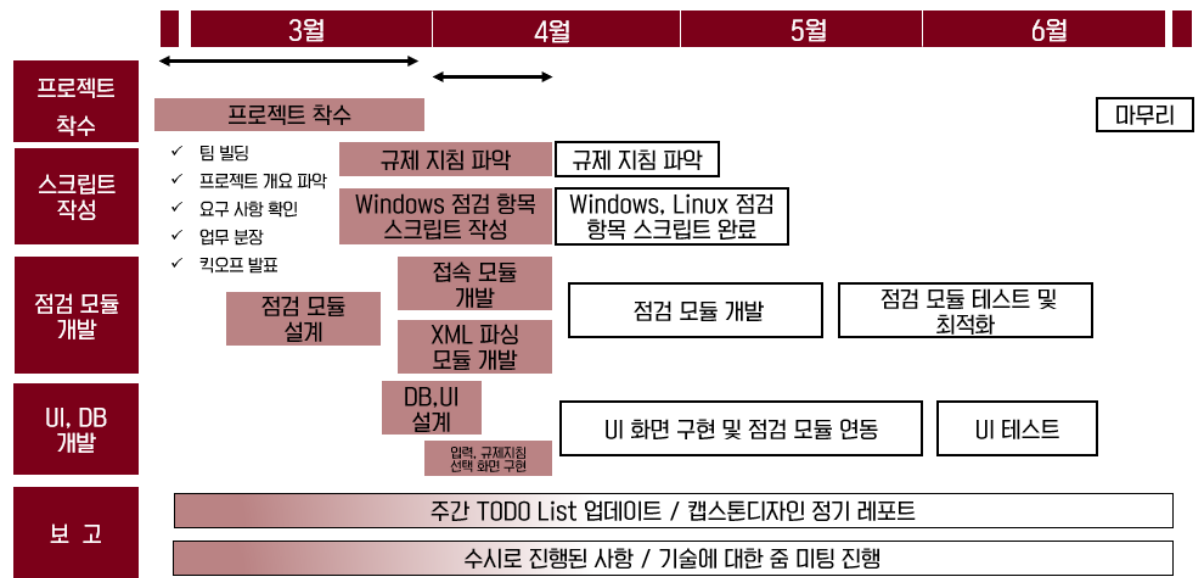 3월
4월
5월
6월
프로젝트
착수
프로젝트 착수
마무리
✓ 팀 빌딩
✓ 프로젝트 개요 파악
✓ 요구 사항 확인
✓ 업무 분장
✓ 킥오프 발표
스크립트
작성
규제 지침 파악
규제 지침 파악
Windows 점검 항목
스크립트 작성
Windows, Linux 점검
항목 스크립트 완료
점검 모듈
개발
점검 모듈
설계
접속 모듈
개발
XML 파싱
모듈 개발
점검 모듈 개발
점검 모듈 테스트 및
최적화
UI, DB
개발
DB,UI
설계
입력, 규제지침
선택 화면 구현
UI 화면 구현 및 점검 모듈 연동
UI 테스트
보 고
주간 TODO List 업데이트 / 캡스톤디자인 정기 레포트
수시로 진행된 사항 / 기술에 대한 줌 미팅 진행